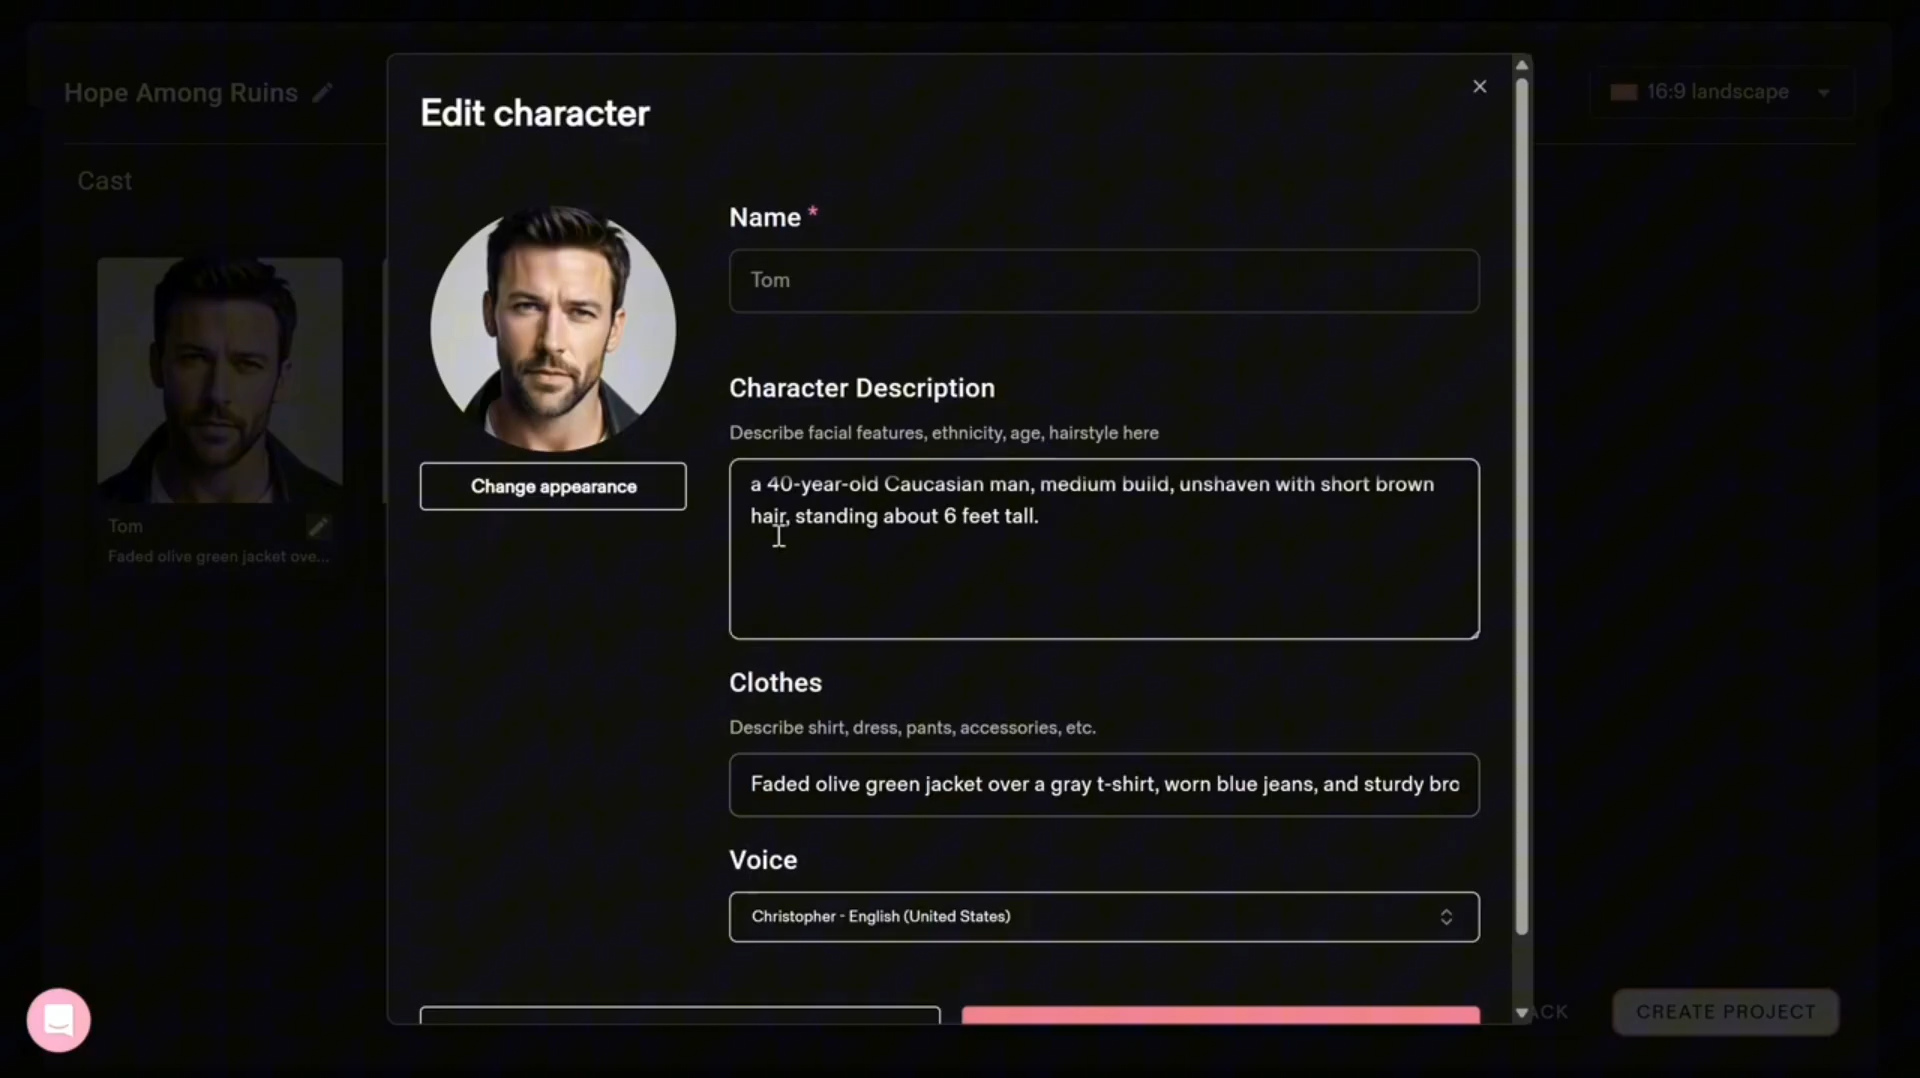 Hope Among Ruins
16:9 landscape
Cast
Tom
Faded olive green jacket ove...
Edit character
Change appearance
Name *
Tom
Character Description
Describe facial features, ethnicity, age, hairstyle here
a 40-year-old Caucasian man, medium build, unshaven with short brown
hair, standing about 6 feet tall.
Clothes
Describe shirt, dress, pants, accessories, etc.
Faded olive green jacket over a gray t-shirt, worn blue jeans, and sturdy bro
Voice
Christopher - English (United States)
ACK
CREATE PROJECT